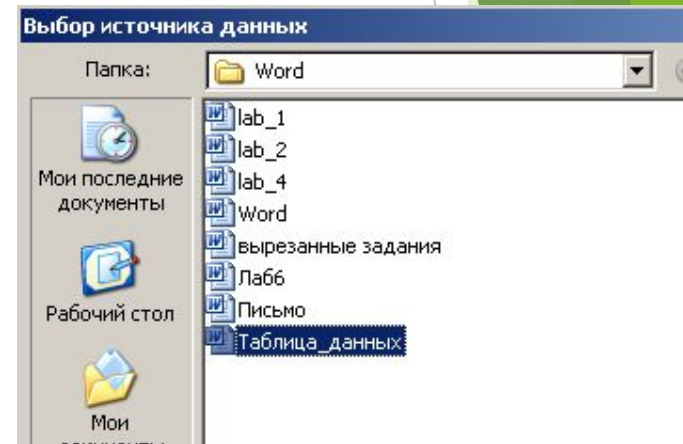 Выбор источника данных
Папка:
Word
lab_1
lab_2
lab_4
Word
вырезанные задания
Лаб6
Письмо
Таблица_данных
Мои последние
документы
Рабочий стол
Мои
документы